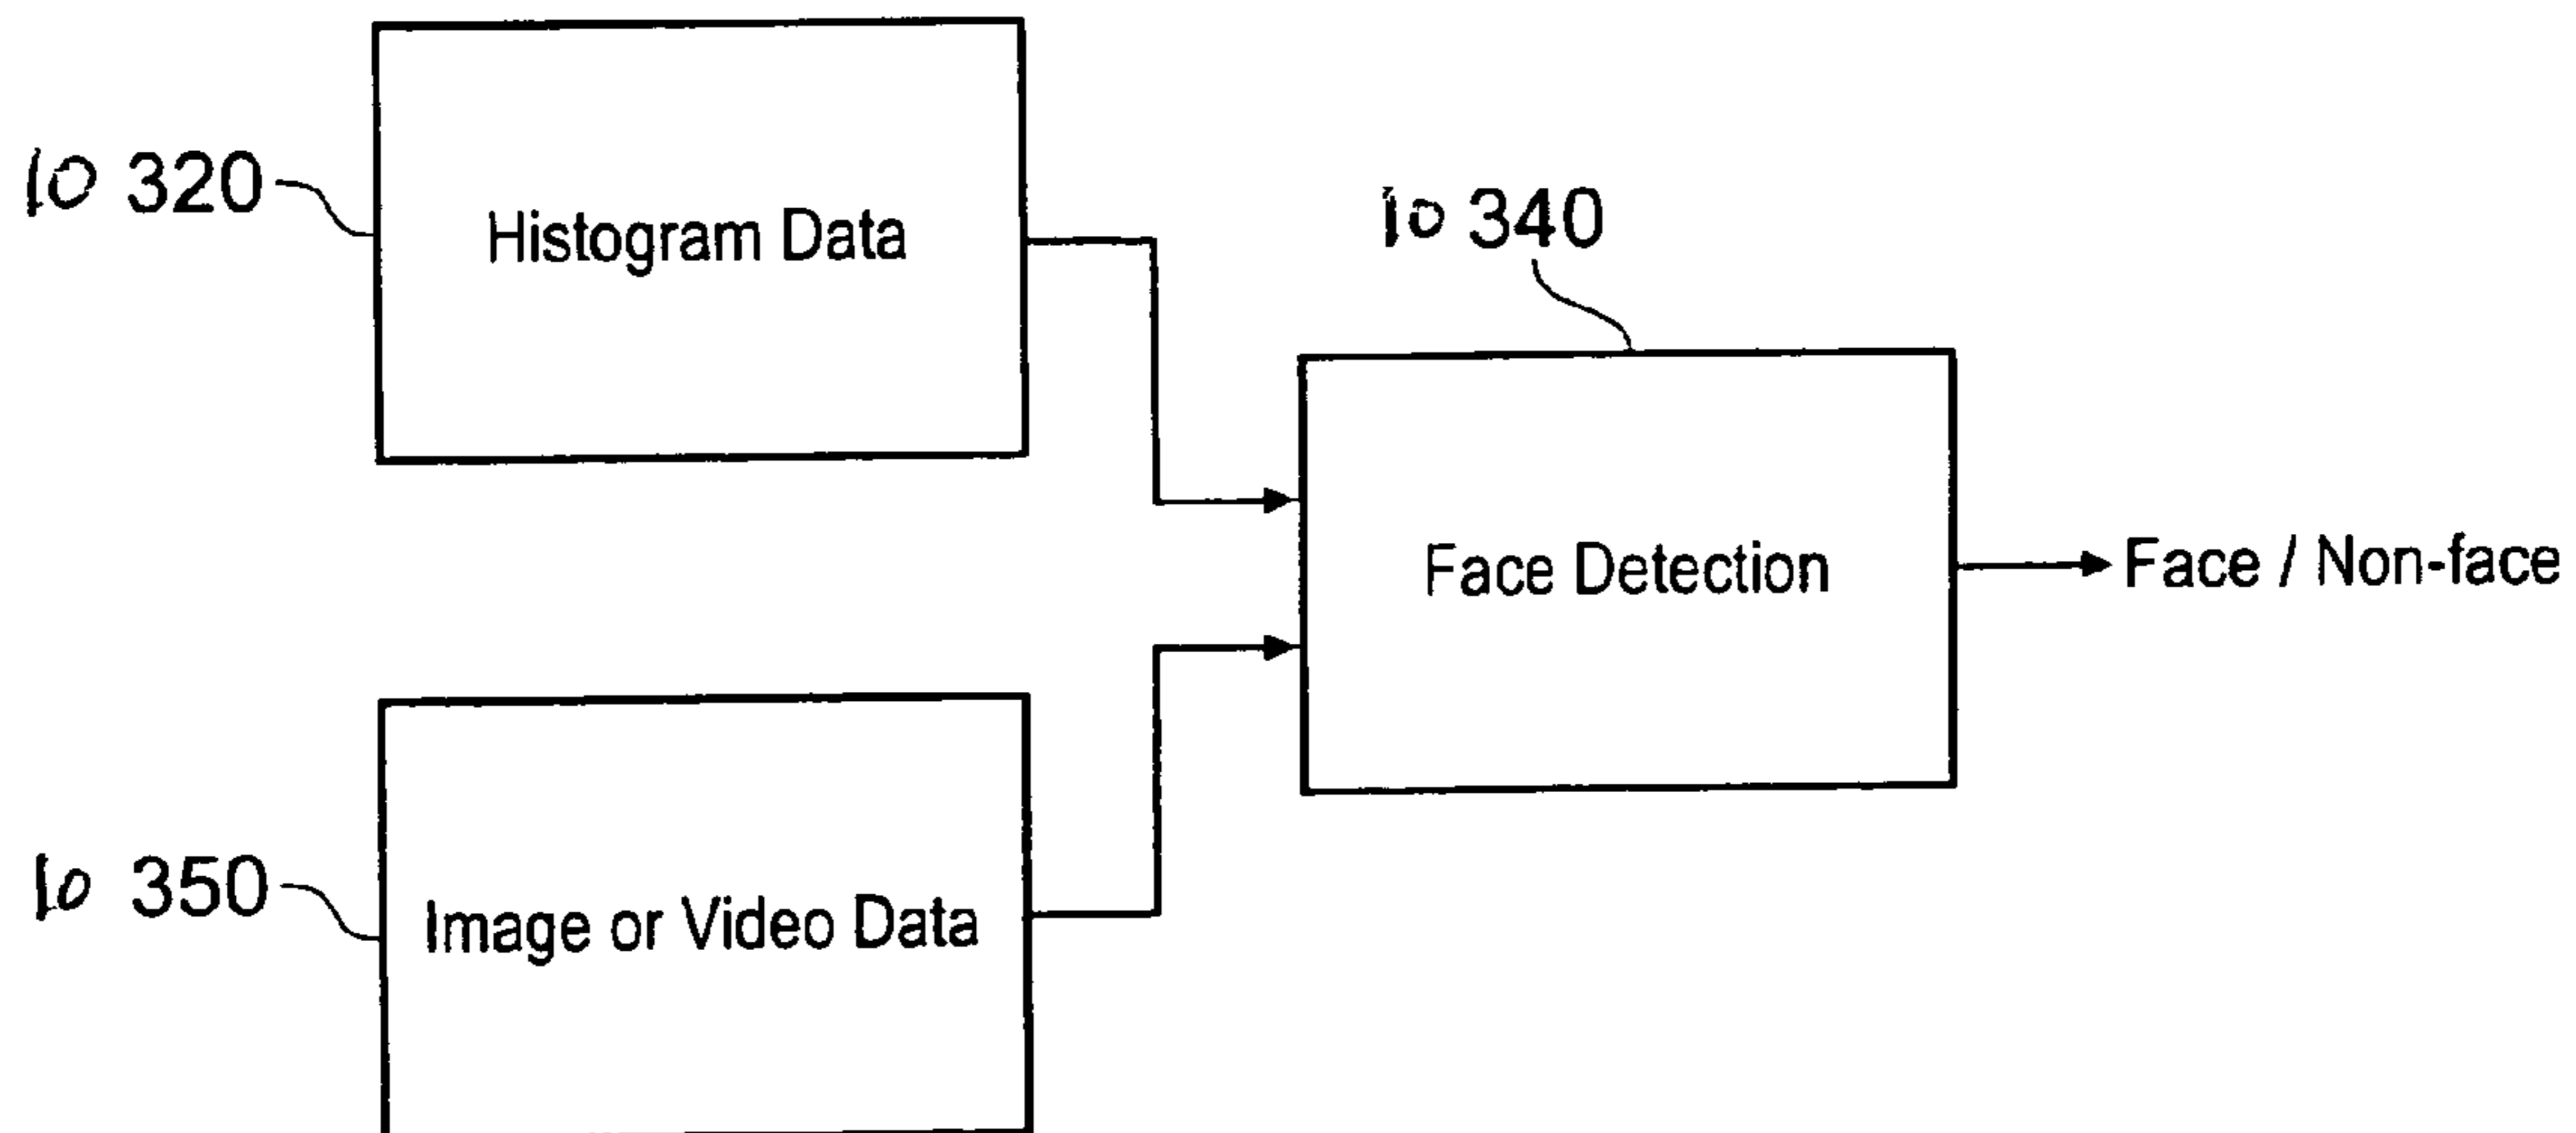 10 320
Histogram Data
10 340
Face Detection
Face / Non-face
10 350
Image or Video Data